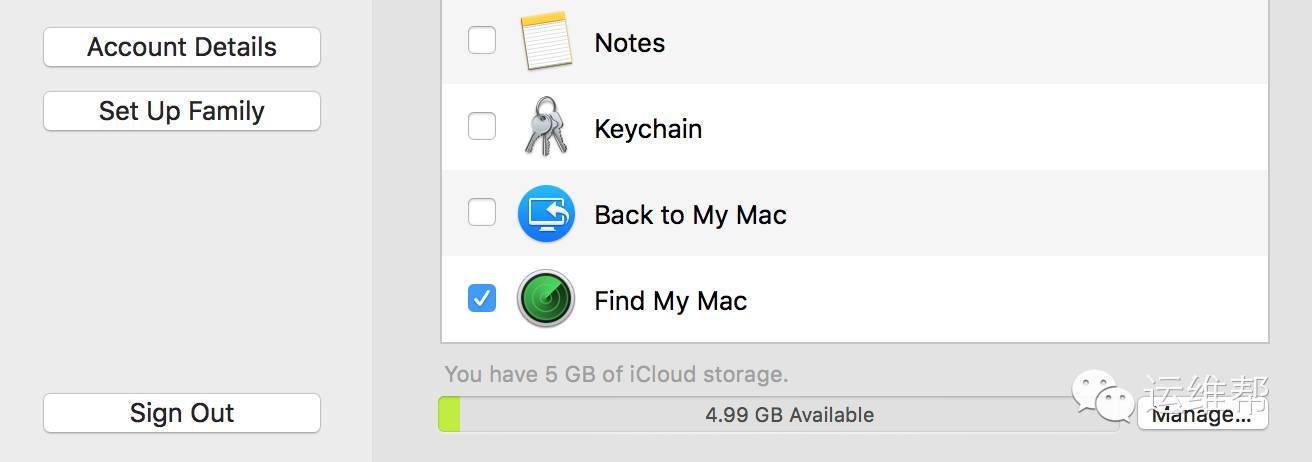 Account Details
Set Up Family
Sign Out
Notes
Keychain
Back to My Mac
Find My Mac
You have 5 GB of iCloud storage.
4.99 GB Available
Manage...
运维帮